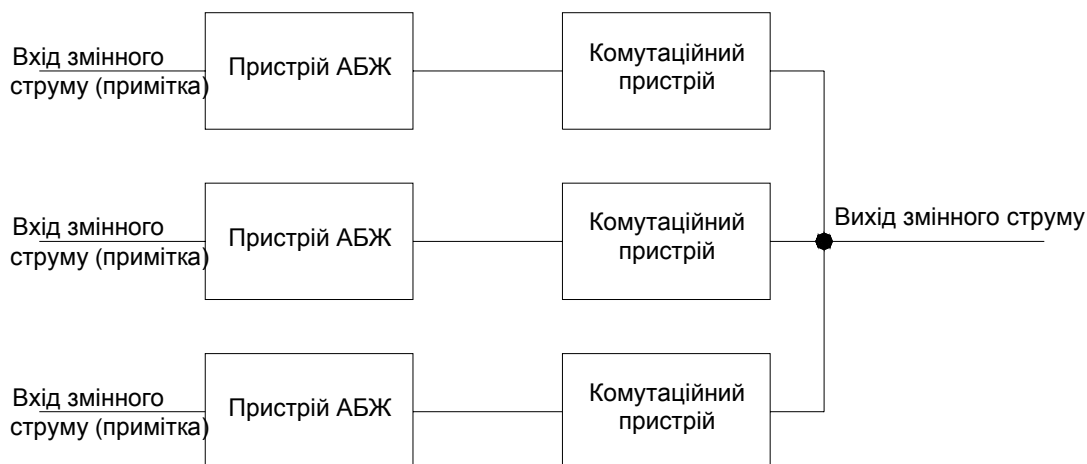 Вхід змінного
струму (примітка)
Пристрій АБЖ
Комутаційний
пристрій
Вхід змінного
струму (примітка)
Пристрій АБЖ
Комутаційний
пристрій
Вихід змінного струму
Вхід змінного
струму (примітка)
Пристрій АБЖ
Комутаційний
пристрій